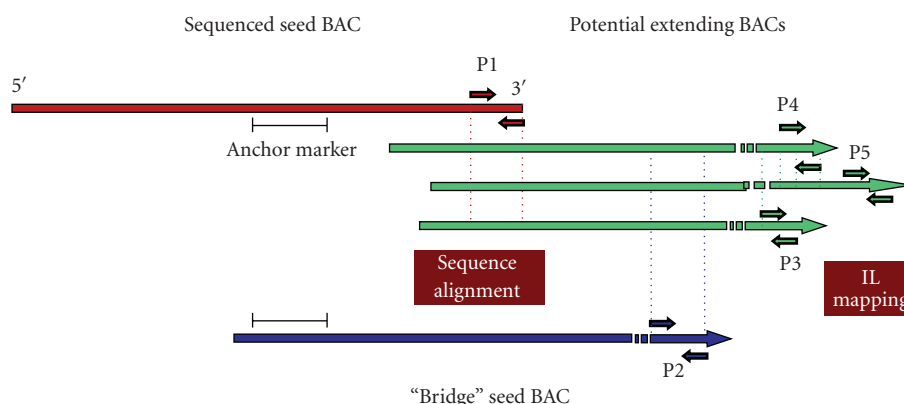 Sequenced seed BAC
Potential extending BACs
P1
5′
3′
P4
Anchor marker
P5
P3
Sequence
alignment
IL
mapping
P2
“Bridge” seed BAC